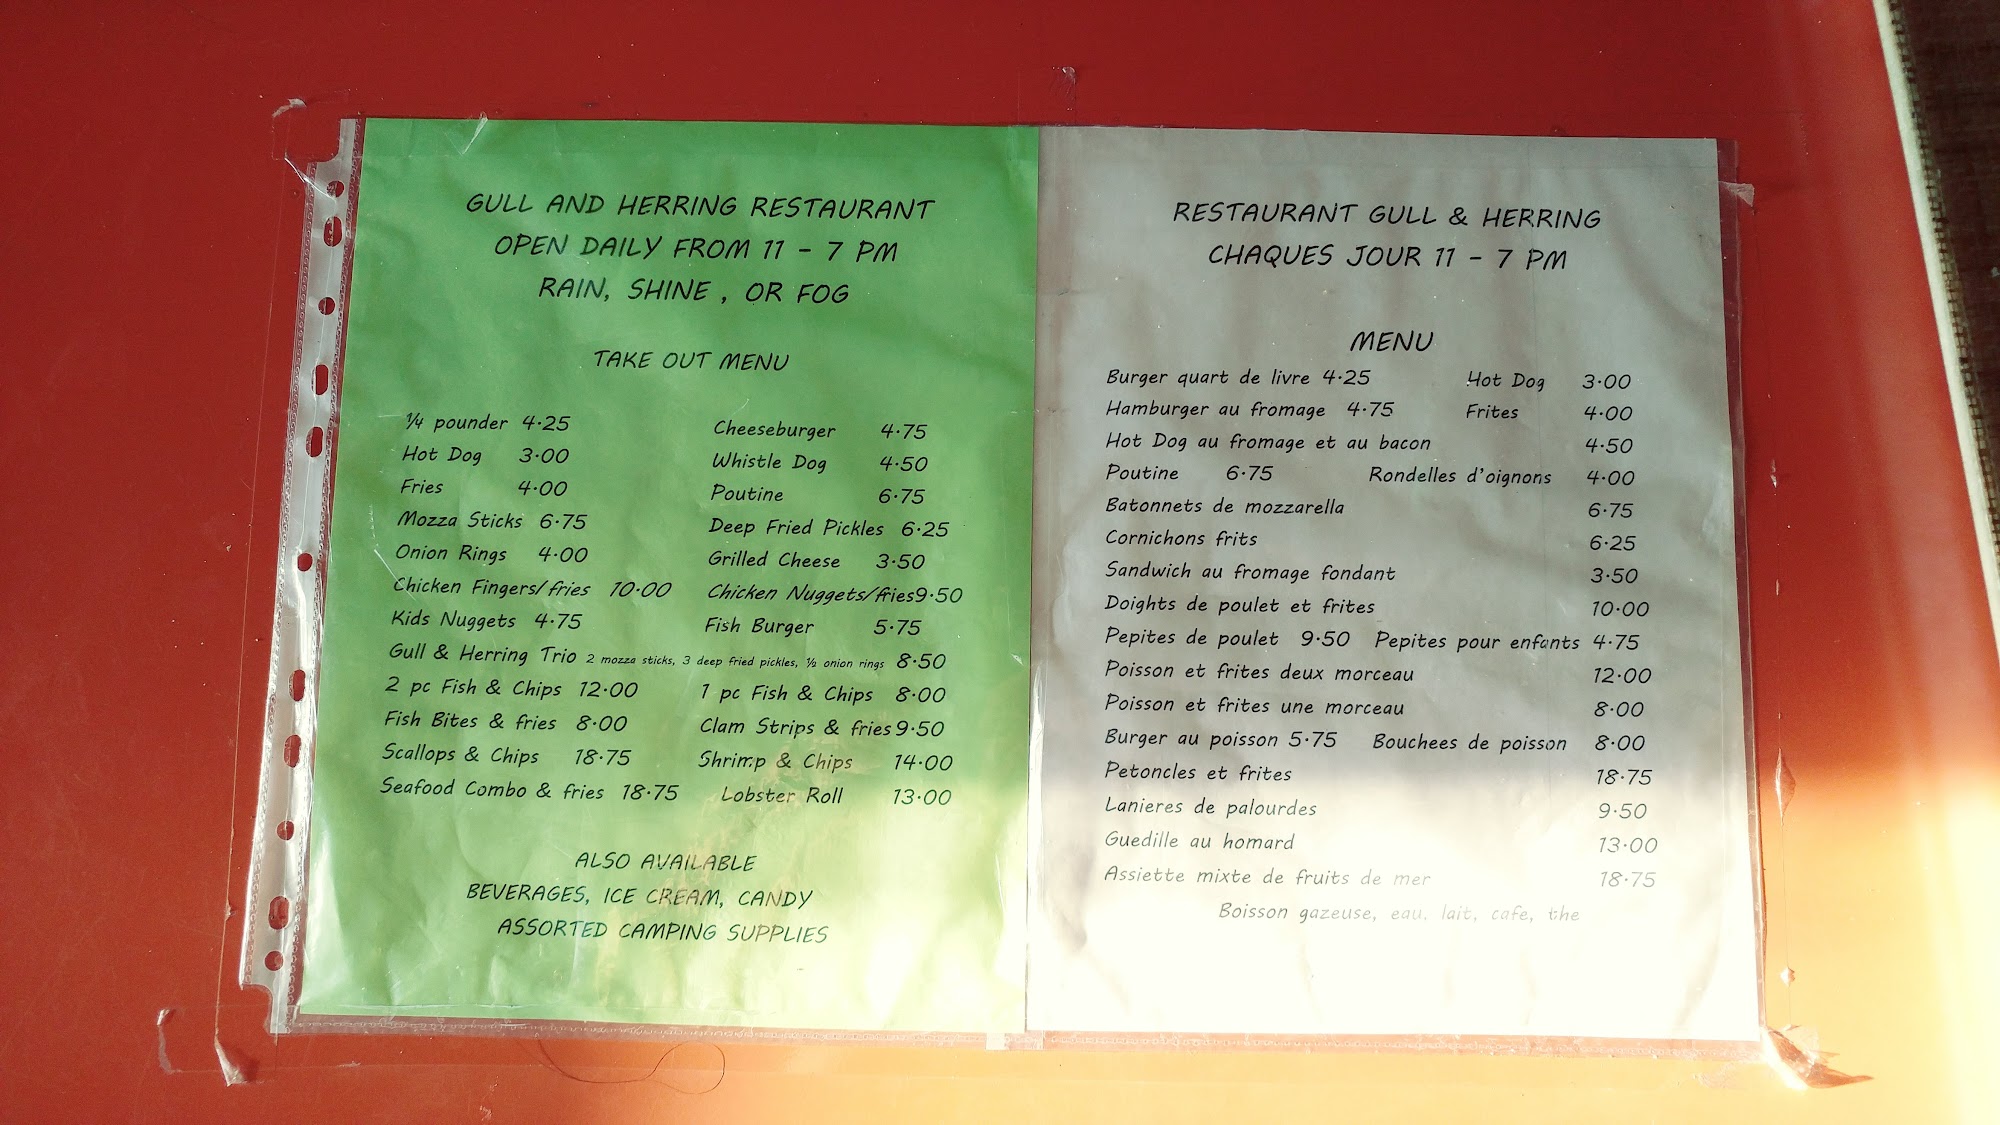 GULL AND HERRING RESTAURANT
OPEN DAILY FROM 11 - 7 PM
RAIN, SHINE , OR FOG
TAKE OUT MENU
¼ pounder 4.25 Cheeseburger 4.75
Hot Dog 3.00 Whistle Dog 4.50
Fries 4.00 Poutine 6.75
Mozza Sticks 6.75 Deep Fried Pickles 6.25
Onion Rings 4.00 Grilled Cheese 3.50
Chicken Fingers/fries 10.00 Chicken Nuggets/fries9.50
Kids Nuggets 4.75 Fish Burger 5.75
Gull & Herring Trio 2 mozza sticks, 3 deep fried pickles, ½ onion rings 8.50
2 pc Fish & Chips 12.00 1 pc Fish & Chips 8.00
Fish Bites & fries 8.00 Clam Strips & fries 9.50
Scallops & Chips 18.75 Shrimp & Chips 14.00
Seafood Combo & fries 18.75 Lobster Roll 13.00
ALSO AVAILABLE
BEVERAGES, ICE CREAM, CANDY
ASSORTED CAMPING SUPPLIES
RESTAURANT GULL & HERRING
CHAQUES JOUR 11 - 7 PM
MENU
Burger quart de livre 4.25 Hot Dog 3.00
Hamburger au fromage 4.75 Frites 4.00
Hot Dog au fromage et au bacon 4.50
Poutine 6.75 Rondelles d'oignons 4.00
Batonnets de mozzarella 6.75
Cornichons frits 6.25
Sandwich au fromage fondant 3.50
Doights de poulet et frites 10.00
Pepites de poulet 9.50 Pepites pour enfants 4.75
Poisson et frites deux morceau 12.00
Poisson et frites une morceau 8.00
Burger au poisson 5.75 Bouchees de poisson 8.00
Petoncles et frites 18.75
Lanieres de palourdes 9.50
Guedille au homard 13.00
Assiette mixte de fruits de mer 18.75
Boisson gazeuse, eau, lait, cafe, the